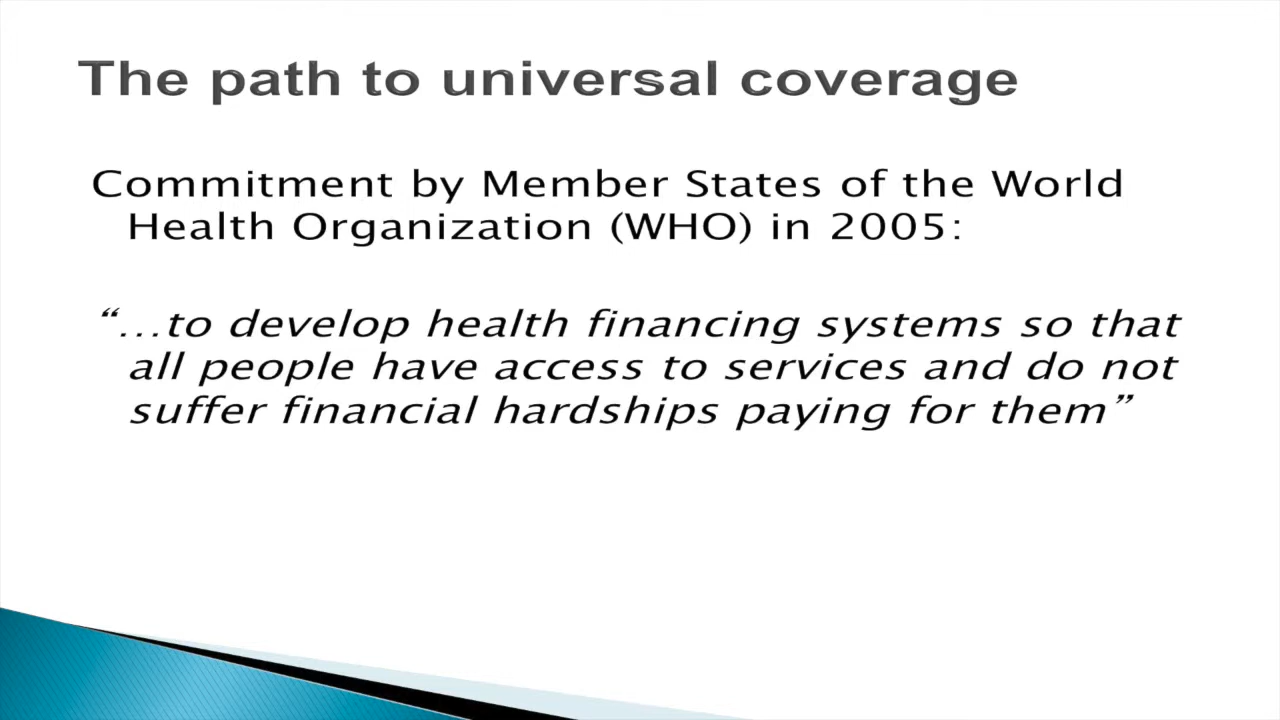 The path to universal coverage
Commitment by Member States of the World
Health Organization (WHO) in 2005:
“…to develop health financing systems so that
all people have access to services and do not
suffer financial hardships paying for them”